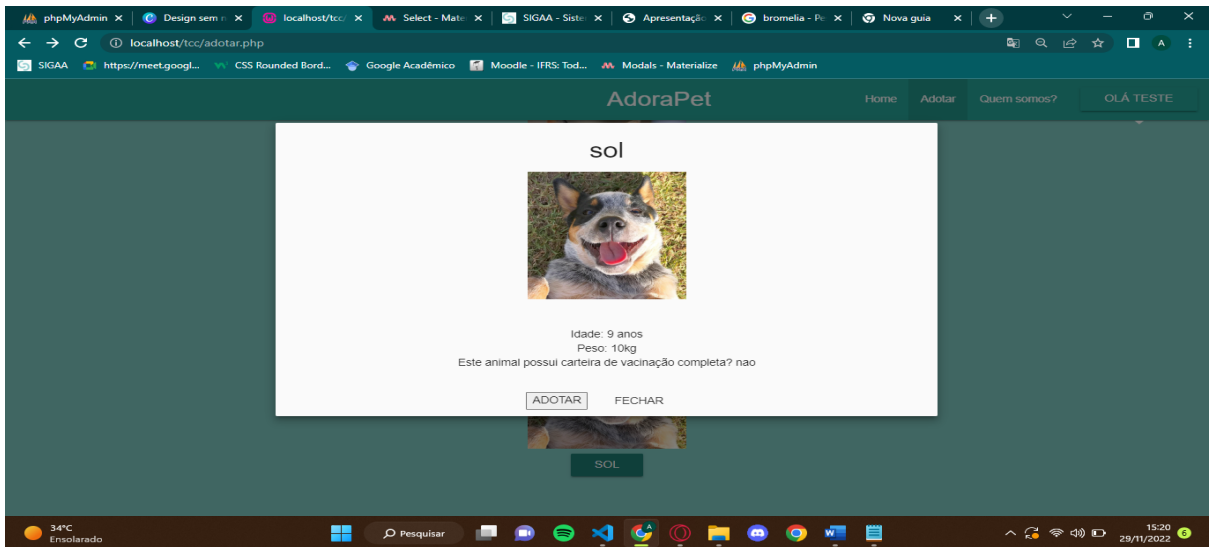 phpMyAdmin
Design sem n
localhost/tcc/
Select - Mate
SIGAA - Siste
Apresentação
bromelia - Pe
Nova guia
localhost/tcc/adotar.php
A
SIGAA
https://meet.googl...
CSS Rounded Bord...
Google Acadêmico
Moodle - IFRS: Tod...
Modals - Materialize
phpMyAdmin
AdoraPet
Home
Adotar
Quem somos?
OLÁ TESTE
sol
Idade: 9 anos
Peso: 10kg
Este animal possui carteira de vacinação completa? nao
ADOTAR
FECHAR
SOL
34°C
Ensolarado
Pesquisar
15:20
29/11/2022
6